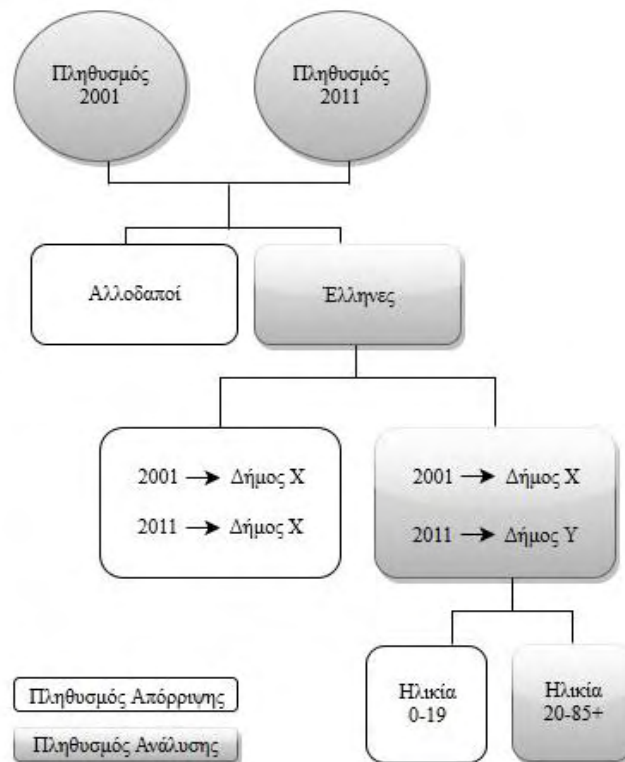 Πληθυσμός
2001
Πληθυσμός
2011
Αλλοδαποί
Έλληνες
2001 → Δήμος Χ
2011 → Δήμος Χ
2001 → Δήμος Χ
2011 → Δήμος Υ
Ηλικία
0-19
Ηλικία
20-85+
Πληθυσμός Απόρριψης
Πληθυσμός Ανάλυσης